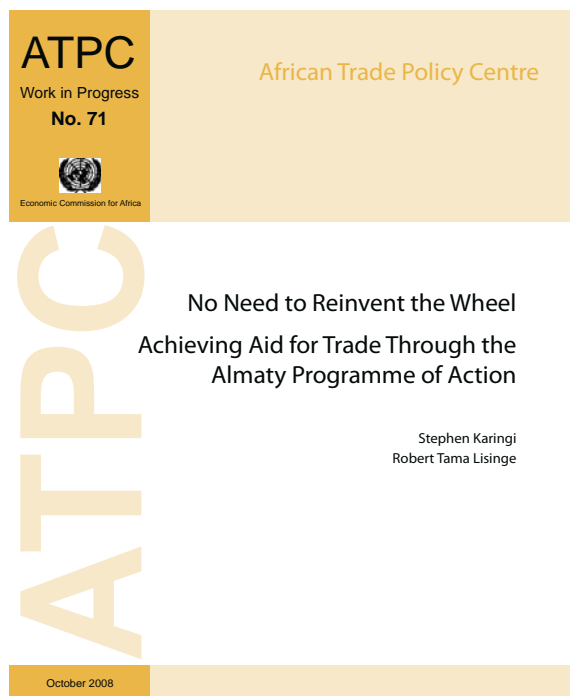 ATPC
Work in Progress
No. 71
Economic Commission for Africa
African Trade Policy Centre
ATPC
No Need to Reinvent the Wheel
Achieving Aid for Trade Through the
Almaty Programme of Action
Stephen Karingi
Robert Tama Lisinge
October 2008